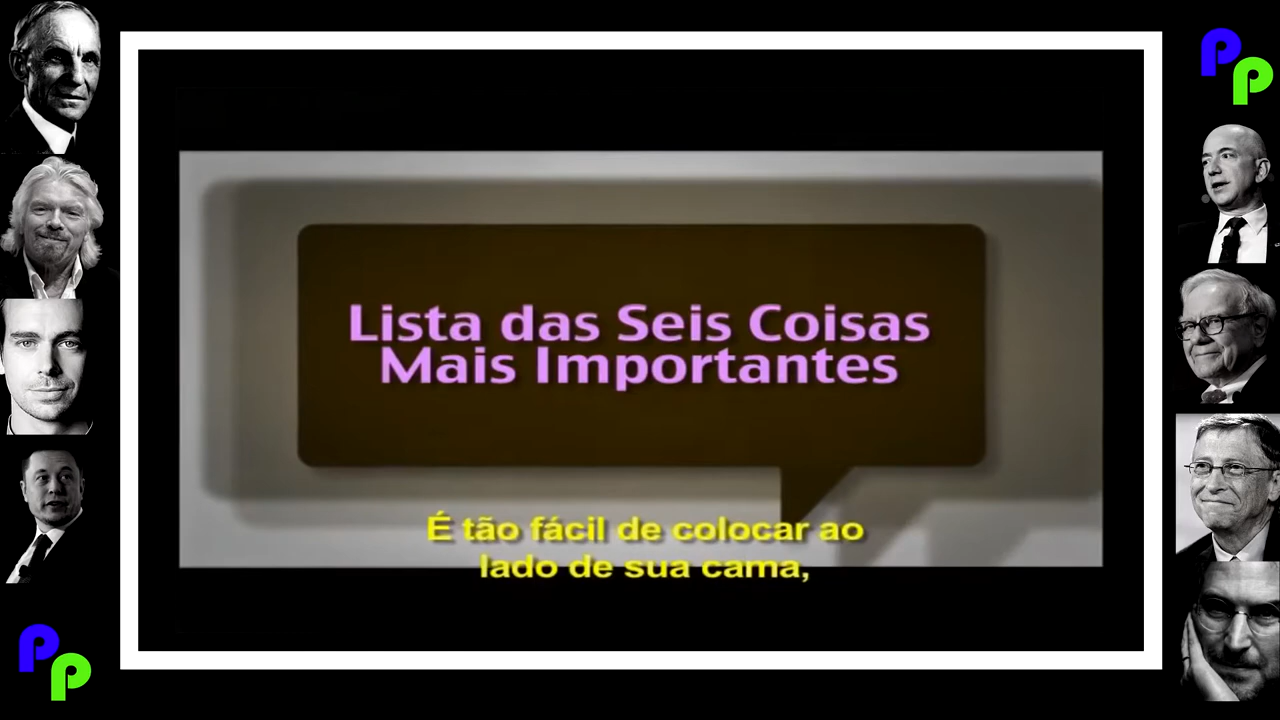 PP
Lista das Seis Coisas
Mais Importantes
É tão fácil de colocar ao
lado de sua cama,
PP